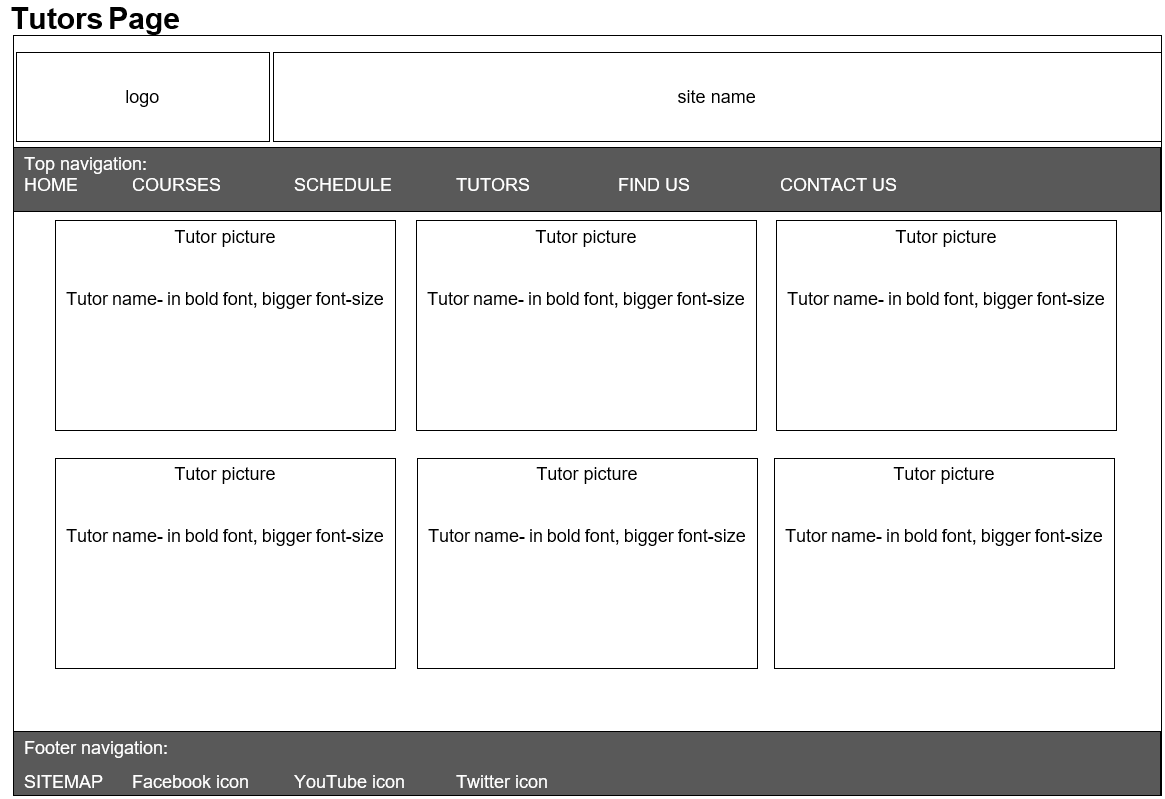 Tutors Page
logo
site name
Top navigation:
HOME COURSES SCHEDULE TUTORS FIND US CONTACT US
Tutor picture Tutor picture Tutor picture
Tutor name- in bold font, bigger font-size Tutor name- in bold font, bigger font-size Tutor name- in bold font, bigger font-size
Tutor picture Tutor picture Tutor picture
Tutor name- in bold font, bigger font-size Tutor name- in bold font, bigger font-size Tutor name- in bold font, bigger font-size
Footer navigation:
SITEMAP Facebook icon YouTube icon Twitter icon